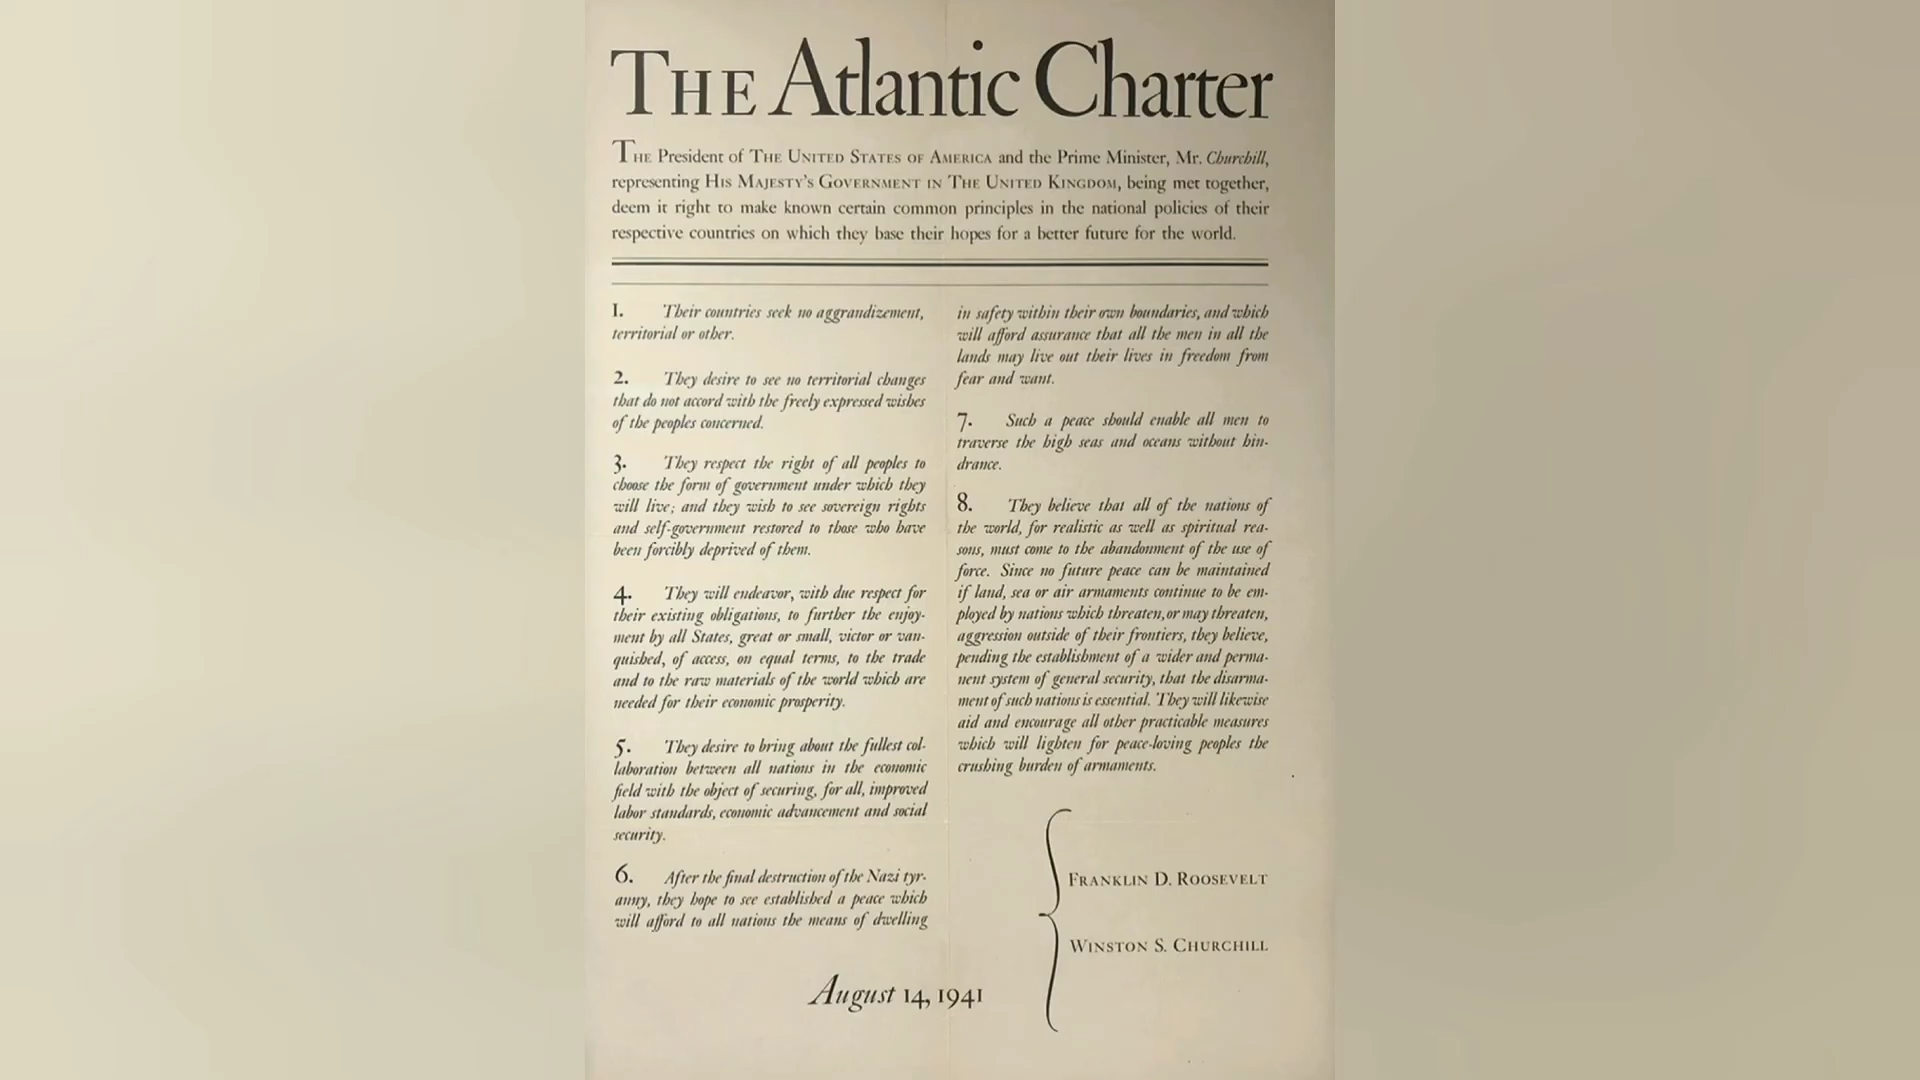 THE Atlantic Charter
THE President of THE UNITED STATES OF AMERICA and the Prime Minister, Mr. Churchill,
representing HIS MAJESTY'S GOVERNMENT IN THE UNITED KINGDOM, being met together,
deem it right to make known certain common principles in the national policies of their
respective countries on which they base their hopes for a better future for the world.
1. Their countries seek no aggrandizement,
territorial or other.
2. They desire to see no territorial changes
that do not accord with the freely expressed wishes
of the peoples concerned.
3. They respect the right of all peoples to
choose the form of government under which they
will live; and they wish to see sovereign rights
and self-government restored to those who have
been forcibly deprived of them.
4. They will endeavor, with due respect for
their existing obligations, to further the enjoy-
ment by all States, great or small, victor or van-
quished, of access, on equal terms, to the trade
and to the raw materials of the world which are
needed for their economic prosperity.
5. They desire to bring about the fullest col-
laboration between all nations in the economic
field with the object of securing, for all, improved
labor standards, economic advancement and social
security.
6. After the final destruction of the Nazi tyr-
anny, they hope to see established a peace which
will afford to all nations the means of dwelling
in safety within their own boundaries, and which
will afford assurance that all the men in all the
lands may live out their lives in freedom from
fear and want.
7. Such a peace should enable all men to
traverse the high seas and oceans without hin-
drance.
8. They believe that all of the nations of
the world, for realistic as well as spiritual rea-
sons, must come to the abandonment of the use of
force. Since no future peace can be maintained
if land, sea or air armaments continue to be em-
ployed by nations which threaten, or may threaten,
aggression outside of their frontiers, they believe,
pending the establishment of a wider and perma-
nent system of general security, that the disarma-
ment of such nations is essential. They will likewise
aid and encourage all other practicable measures
which will lighten for peace-loving peoples the
crushing burden of armaments.
FRANKLIN D. ROOSEVELT
WINSTON S. CHURCHILL
August 14, 1941